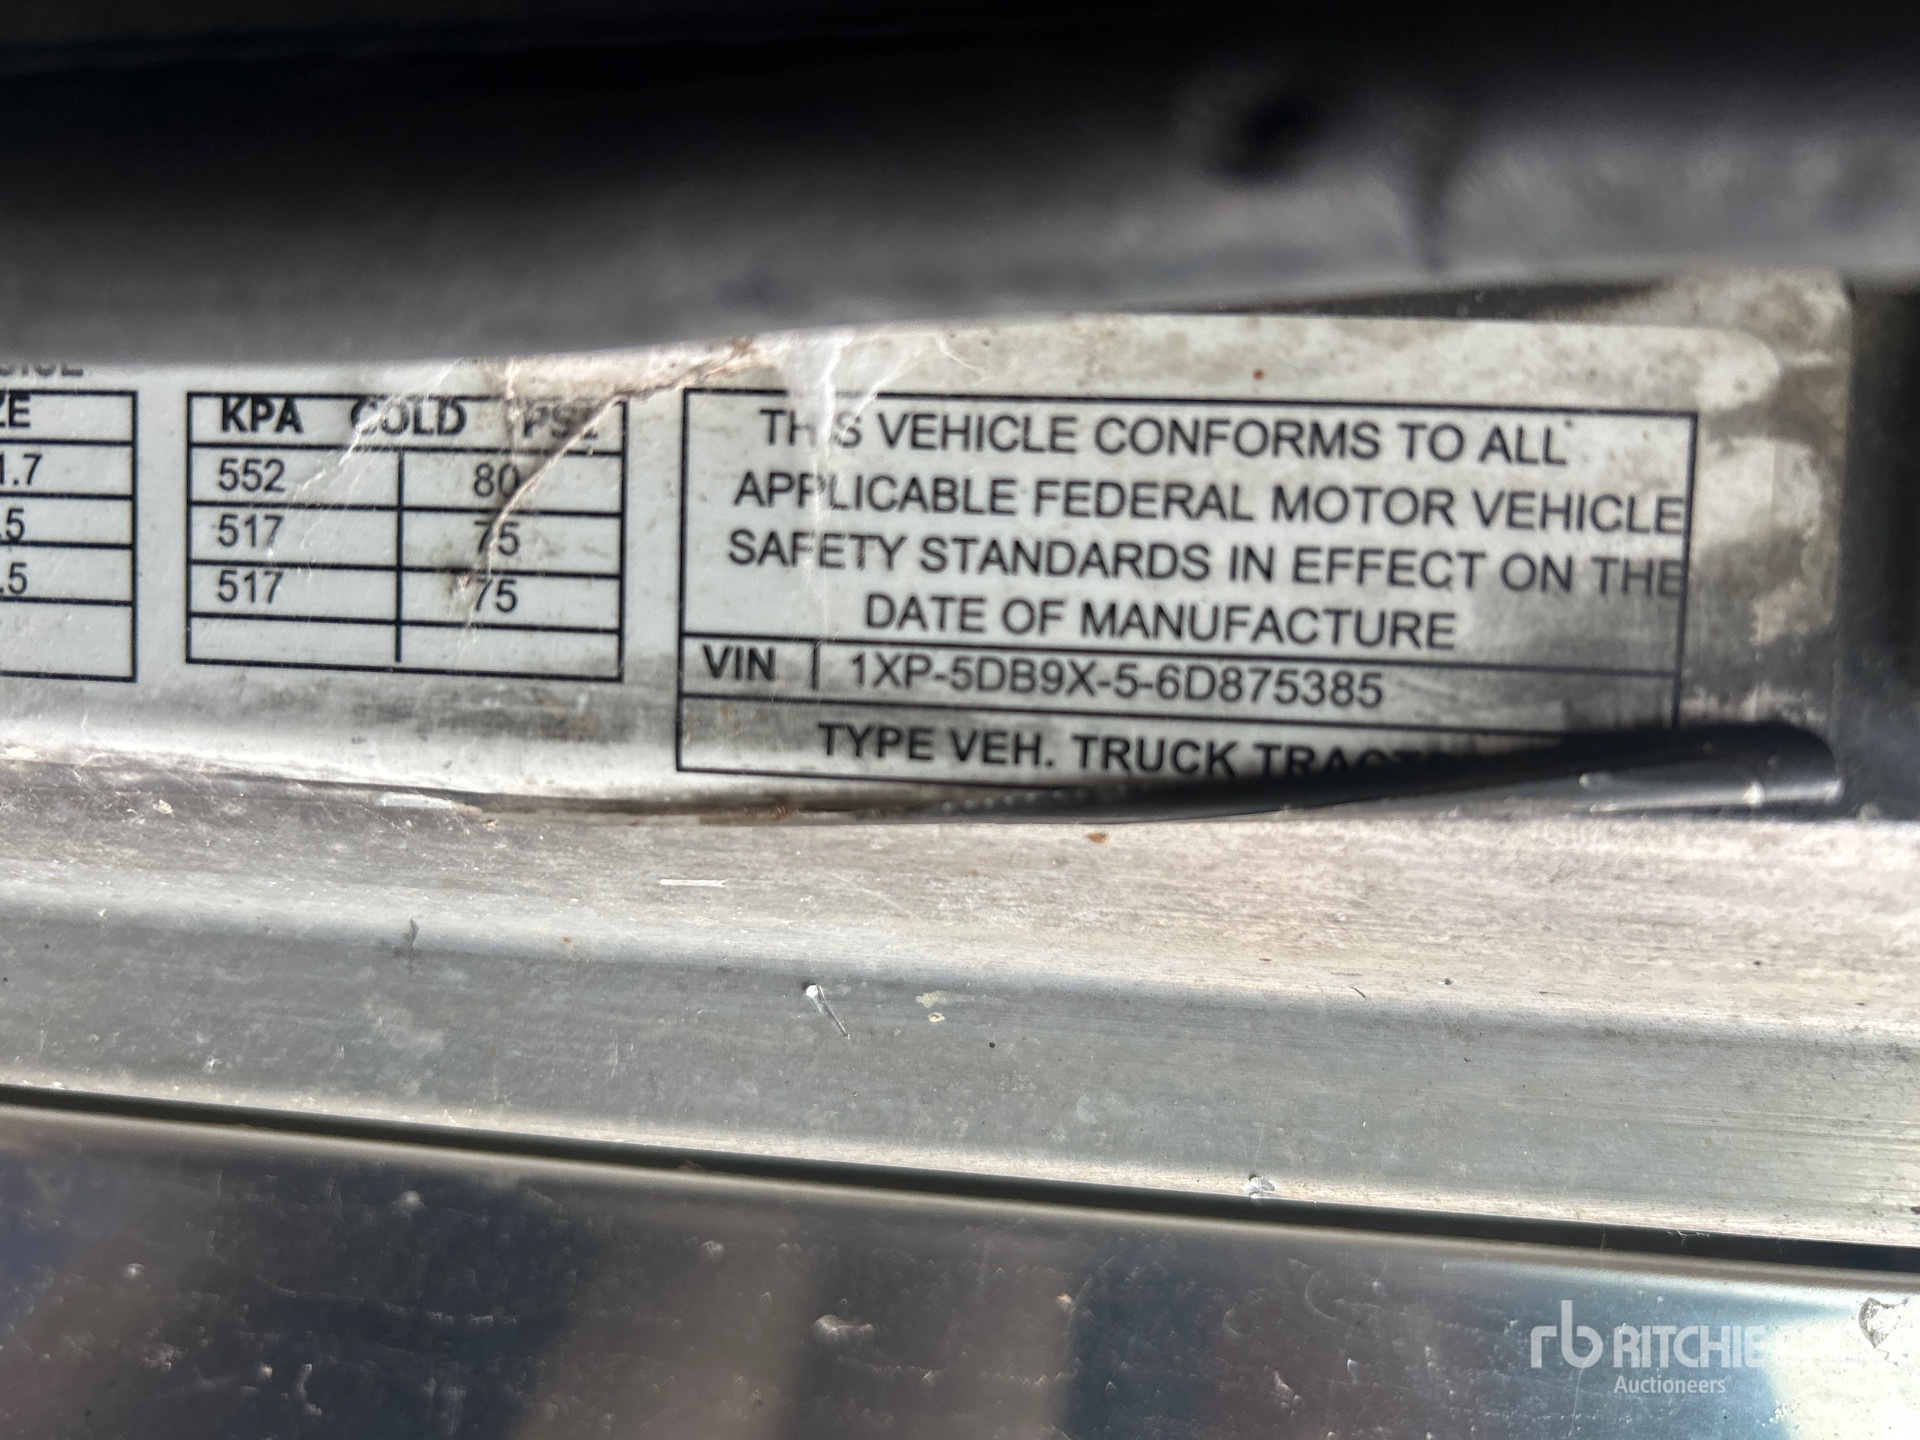 ZE
1.7
.5
.5
KPA COLD PSI
552 80
517 75
517 75
THIS VEHICLE CONFORMS TO ALL
APPLICABLE FEDERAL MOTOR VEHICLE
SAFETY STANDARDS IN EFFECT ON THE
DATE OF MANUFACTURE
VIN 1XP-5DB9X-5-6D875385
TYPE VEH. TRUCK TRACT
rb RITCHIE
Auctioneers